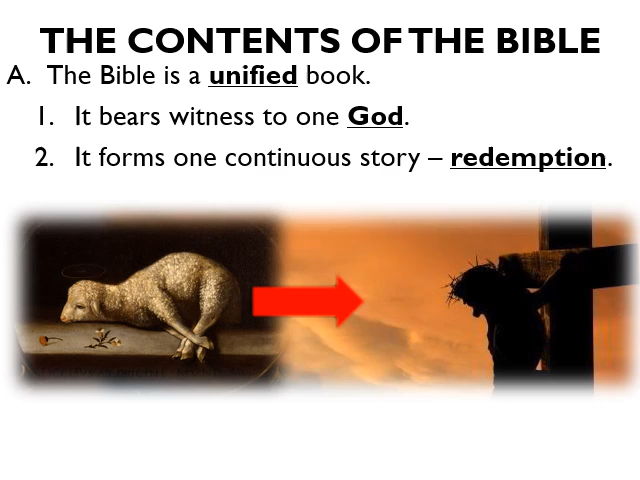 THE CONTENTS OF THE BIBLE
A. The Bible is a unified book.
1. It bears witness to one God.
2. It forms one continuous story – redemption.